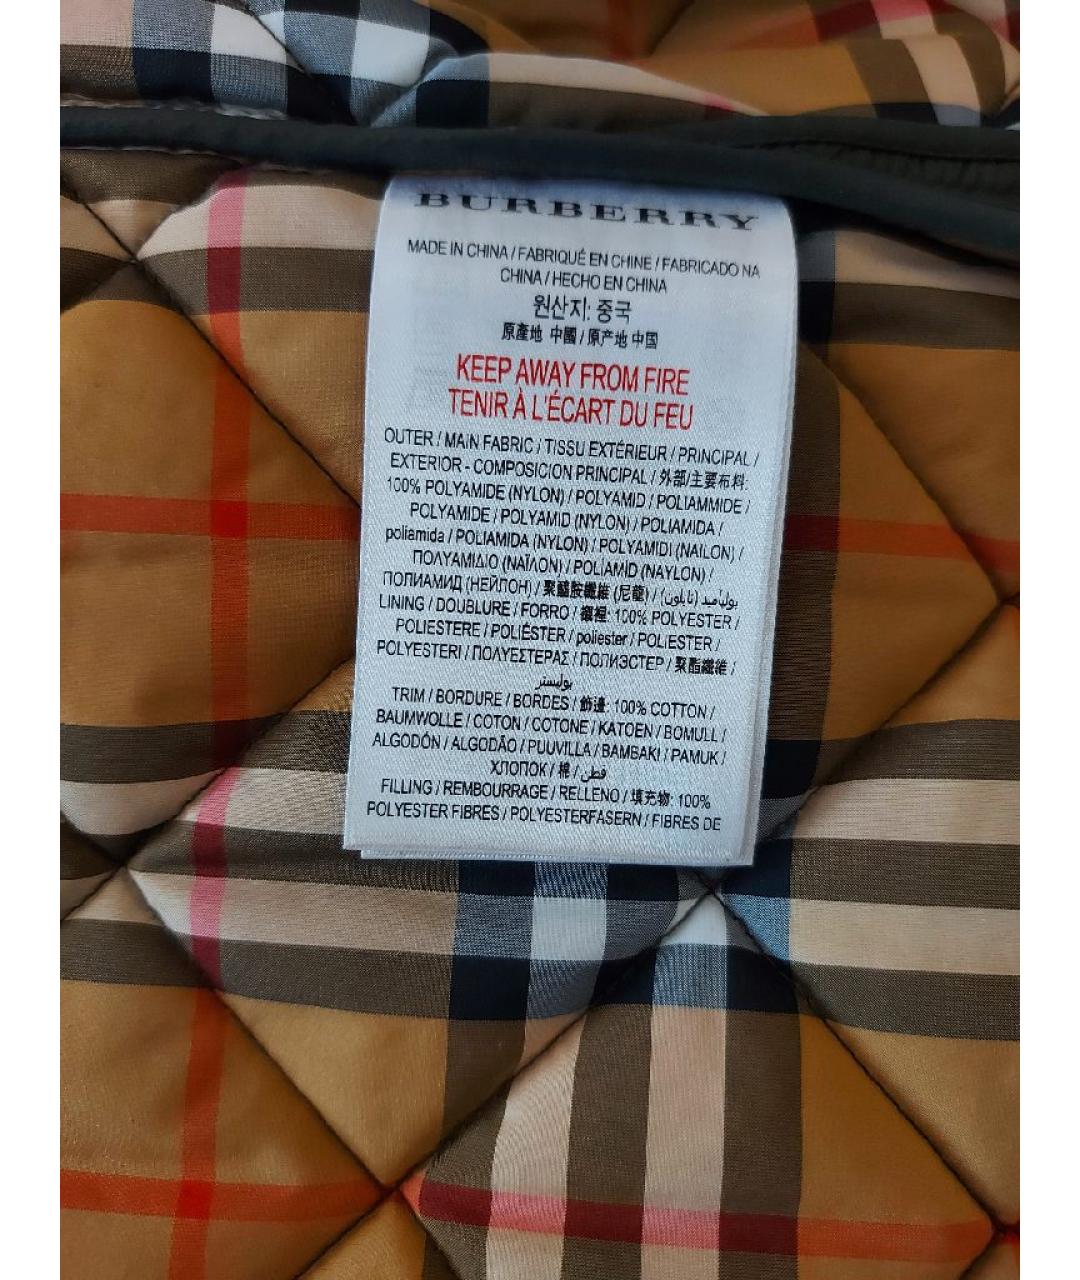 BURBERRY
MADE IN CHINA / FABRIQUÉ EN CHINE / FABRICADO NA
CHINA / HECHO EN CHINA
원산지: 중국
原產地 中國 / 原产地 中国
KEEP AWAY FROM FIRE
TENIR À L'ÉCART DU FEU
OUTER / MAIN FABRIC / TISSU EXTÉRIEUR / PRINCIPAL /
EXTERIOR - COMPOSICION PRINCIPAL / 外部/主要布料:
100% POLYAMIDE (NYLON) / POLYAMID / POLIAMMIDE /
POLYAMIDE / POLYAMID (NYLON) / POLIAMIDA /
poliamida / POLIAMIDA (NYLON) / POLYAMIDI (NAILON) /
ΠΟΛΥΑΜΙΔΙΟ (ΝΑΪΛΟΝ) / POLİAMİD (NAYLON) /
ПОЛИАМИД (НЕЙЛОН) / 聚醯胺纖維 (尼龍) / بولياميد (نايلون)
LINING / DOUBLURE / FORRO / 襯裡: 100% POLYESTER /
POLIESTERE / POLIÉSTER / poliester / POLIESTER /
POLYESTERI / ΠΟΛΥΕΣΤΕΡΑΣ / ПОЛИЭСТЕР / 聚酯纖維 /
بوليستر
TRIM / BORDURE / BORDES / 飾邊: 100% COTTON /
BAUMWOLLE / COTON / COTONE / KATOEN / BOMULL /
ALGODÓN / ALGODÃO / PUUVILLA / BAMBAKI / PAMUK /
ХЛОПОК / 棉 / قطن
FILLING / REMBOURRAGE / RELLENO / 填充物: 100%
POLYESTER FIBRES / POLYESTERFASERN / FIBRES DE